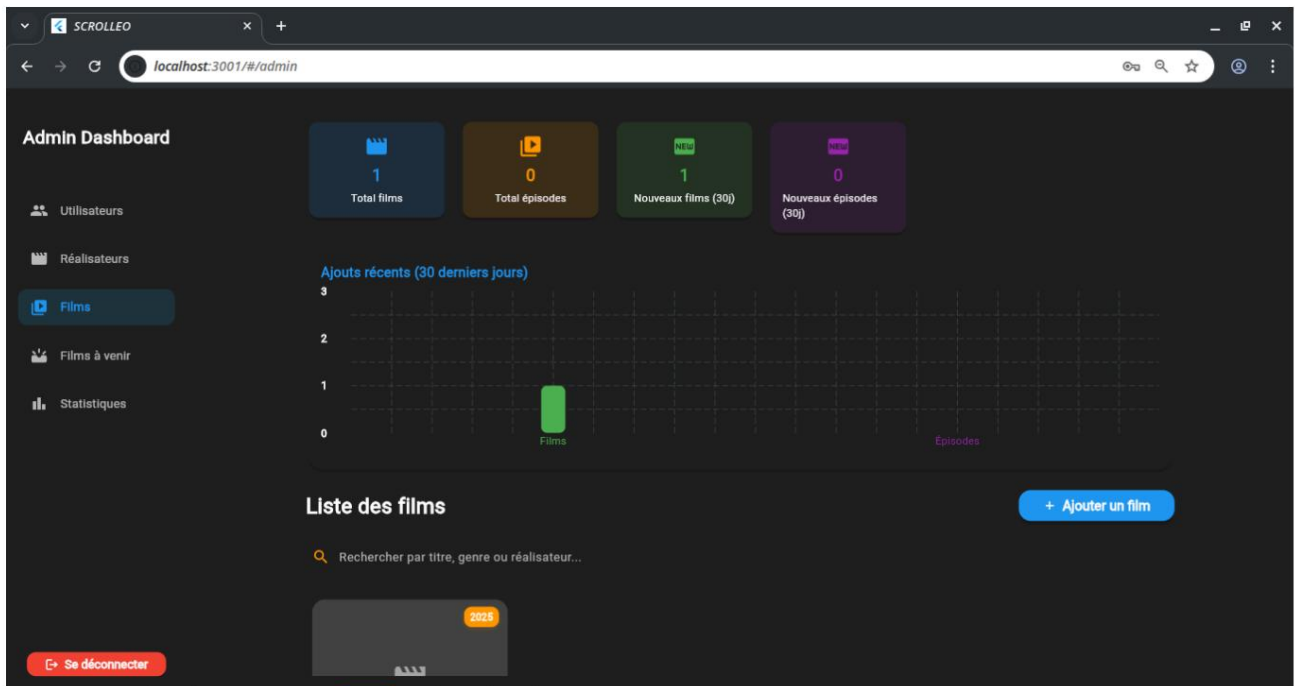 SCROLLEO
localhost:3001/#/admin
Admin Dashboard
Utilisateurs
Réalisateurs
Films
Films à venir
Statistiques
Se déconnecter
1
Total films
0
Total épisodes
NEW
1
Nouveaux films (30j)
NEW
0
Nouveaux épisodes
(30j)
Ajouts récents (30 derniers jours)
3
2
1
0
Films
Épisodes
Liste des films
+ Ajouter un film
Rechercher par titre, genre ou réalisateur...
2025